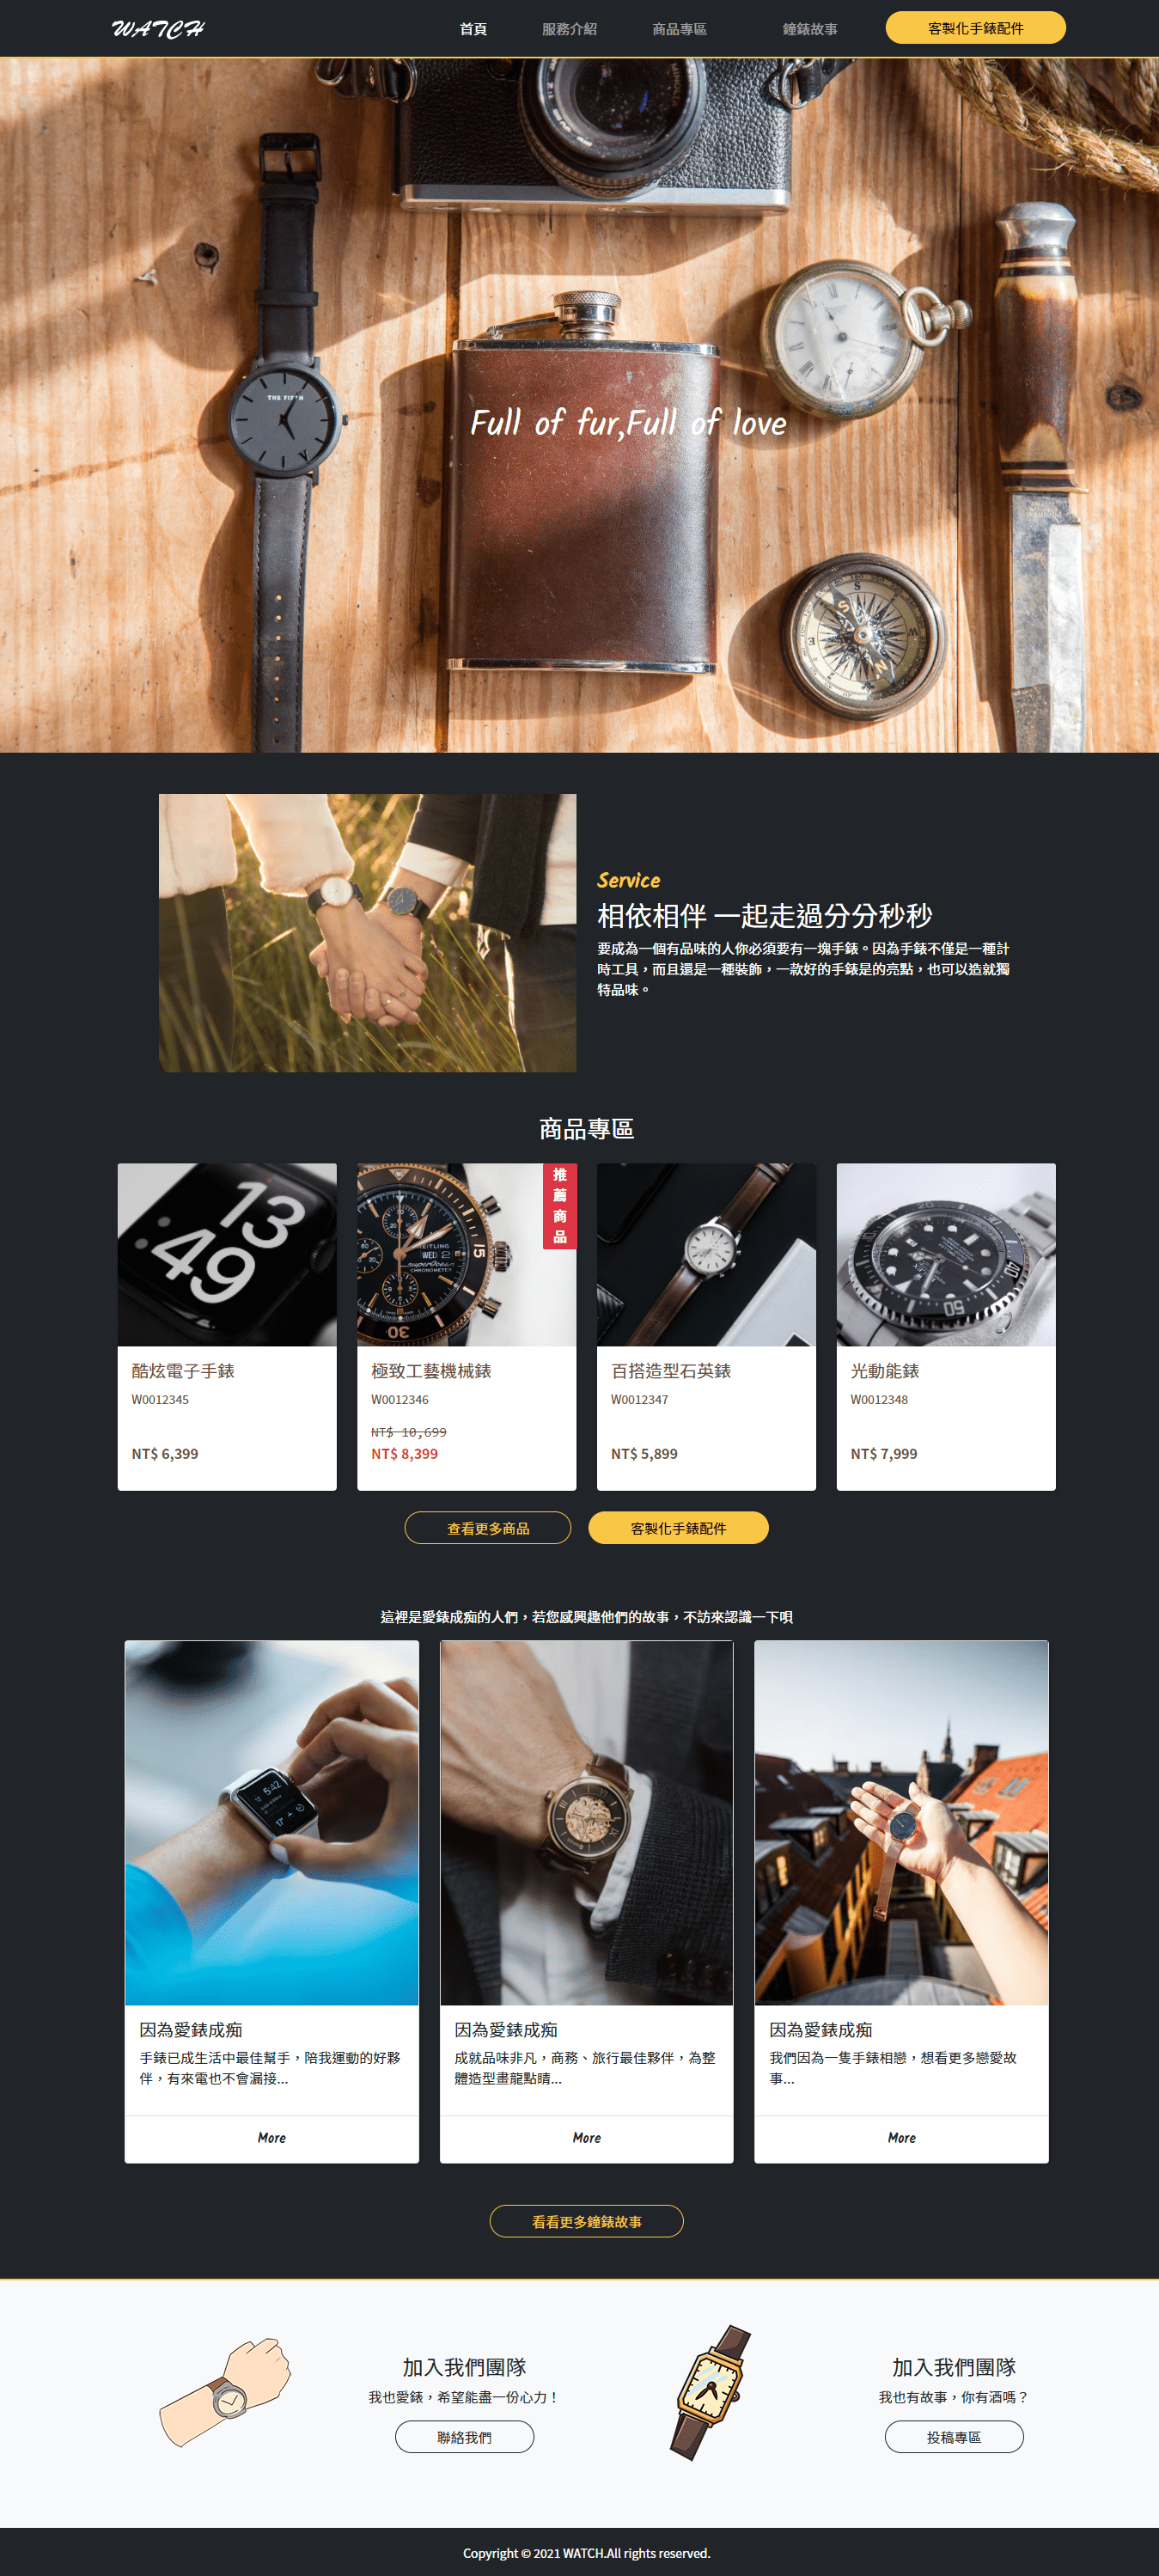 WATCH
首頁 服務介紹 商品專區 鐘錶故事 客製化手錶配件
MINOLTA
THE FIFTH
Full of fur,Full of love
Service
相依相伴 一起走過分分秒秒
要成為一個有品味的人你必須要有一塊手錶。因為手錶不僅是一種計
時工具，而且還是一種裝飾，一款好的手錶是的亮點，也可以造就獨
特品味。
商品專區
13
49
BREITLING
WED 2
superOcean
CHRONOMETER
15
30
推
薦
商
品
50
酷炫電子手錶
W0012345
NT$ 6,399
極致工藝機械錶
W0012346
NT$ 10,699
NT$ 8,399
百搭造型石英錶
W0012347
NT$ 5,899
光動能錶
W0012348
NT$ 7,999
查看更多商品 客製化手錶配件
這裡是愛錶成痴的人們，若您感興趣他們的故事，不訪來認識一下唄
5:42
因為愛錶成痴
手錶已成生活中最佳幫手，陪我運動的好夥
伴，有來電也不會漏接...
More
因為愛錶成痴
成就品味非凡，商務、旅行最佳夥伴，為整
體造型畫龍點睛...
More
因為愛錶成痴
我們因為一隻手錶相戀，想看更多戀愛故
事...
More
看看更多鐘錶故事
加入我們團隊
我也愛錶，希望能盡一份心力！
聯絡我們
加入我們團隊
我也有故事，你有酒嗎？
投稿專區
Copyright © 2021 WATCH.All rights reserved.